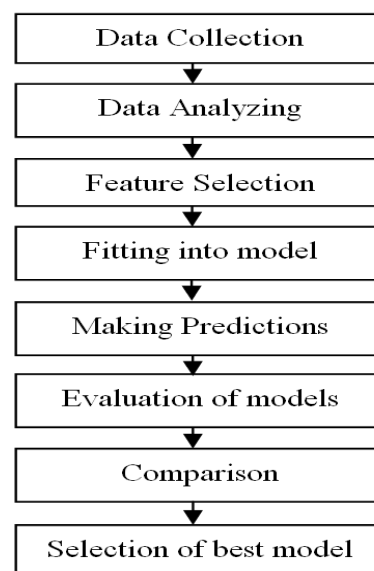 Data Collection
Data Analyzing
Feature Selection
Fitting into model
Making Predictions
Evaluation of models
Comparison
Selection of best model